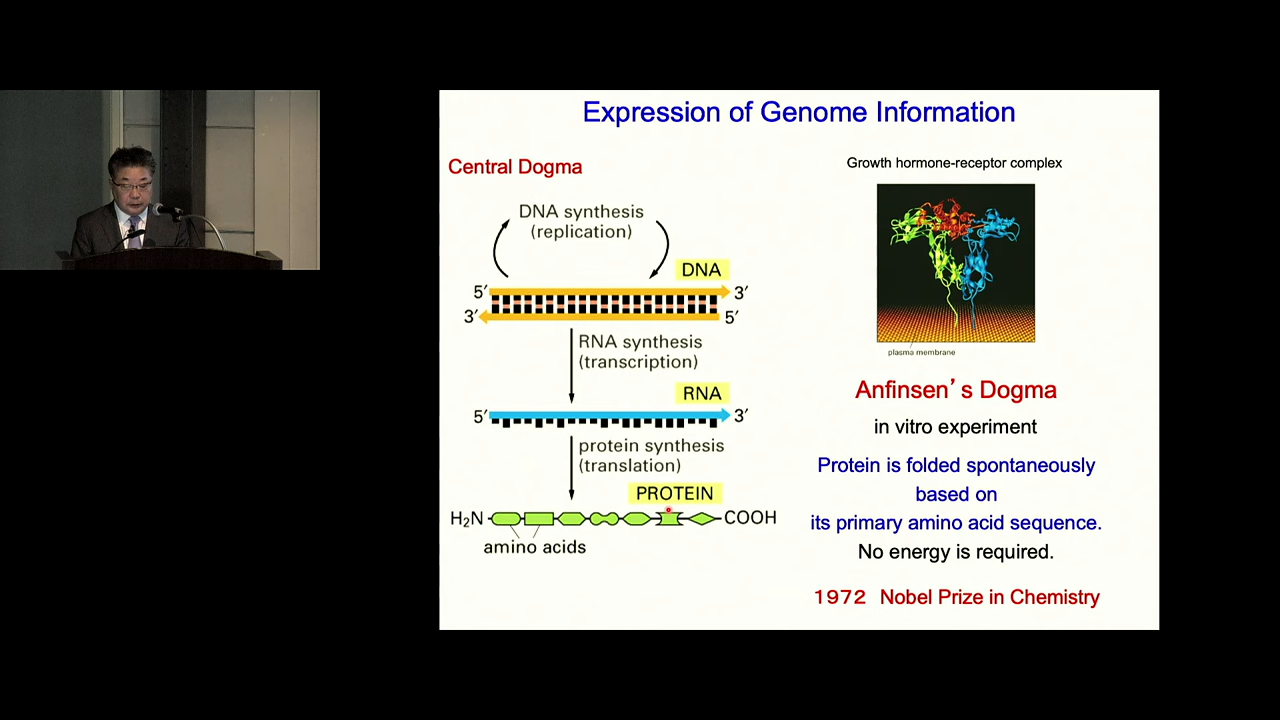 Expression of Genome Information
Central Dogma
DNA synthesis
(replication)
DNA
5′
3′
3′
5′
RNA synthesis
(transcription)
RNA
5′
3′
protein synthesis
(translation)
PROTEIN
H₂N
COOH
amino acids
Growth hormone-receptor complex
plasma membrane
Anfinsen’s Dogma
in vitro experiment
Protein is folded spontaneously
based on
its primary amino acid sequence.
No energy is required.
1972 Nobel Prize in Chemistry